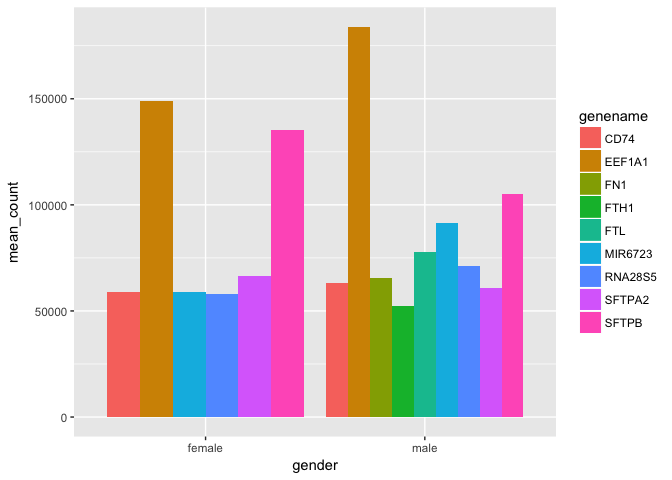 mean_count
150000
100000
50000
0
female
male
gender
genename
CD74
EEF1A1
FN1
FTH1
FTL
MIR6723
RNA28S5
SFTPA2
SFTPB